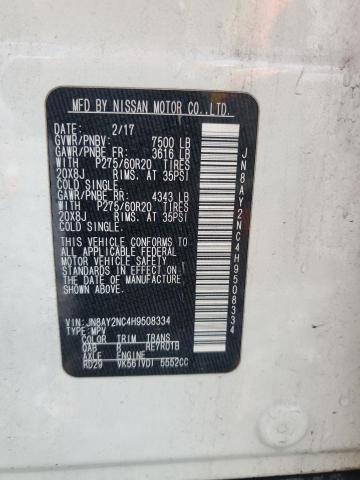 MFD BY NISSAN MOTOR CO.,LTD.
DATE: 2/17
GVWR/PNBV: 7500 LB
GAWR/PNBE FR: 3616 LB
WITH P275/60R20 TIRES,
20X8J RIMS, AT 35PSI
COLD SINGLE.
GAWR/PNBE RR: 4343 LB
WITH P275/60R20 TIRES,
20X8J RIMS, AT 35PSI
COLD SINGLE.
THIS VEHICLE CONFORMS TO
ALL APPLICABLE U.S. FEDERAL
MOTOR VEHICLE SAFETY
STANDARDS IN EFFECT ON
THE DATE OF MANUFACTURE
SHOWN ABOVE.
VIN: JN8AY2NC4H9508334
TYPE: MPV
COLOR TRIM TRANS
QAB B RE7R01B
AXLE ENGINE
RD29 VK56(VD) 5552CC
JN8AY2NC4H9508334